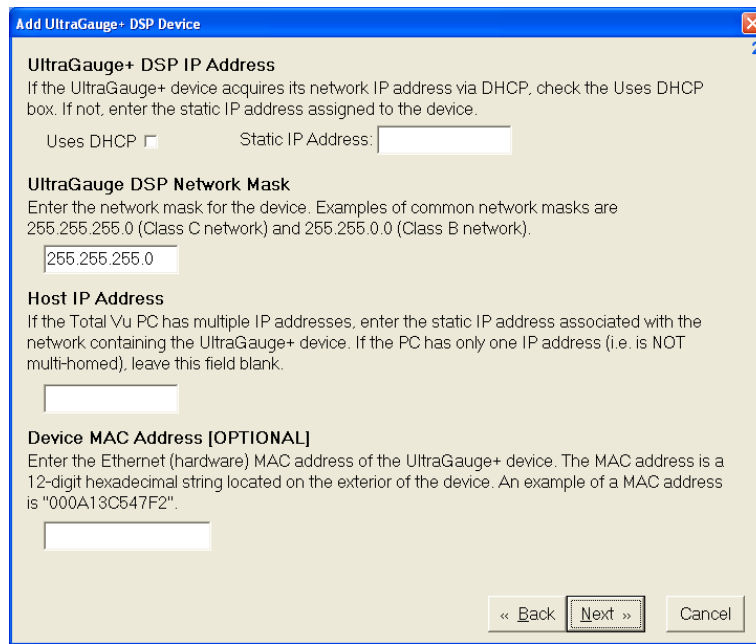 Add UltraGauge+ DSP Device
2
UltraGauge+ DSP IP Address
If the UltraGauge+ device acquires its network IP address via DHCP, check the Uses DHCP
box. If not, enter the static IP address assigned to the device.
Uses DHCP Static IP Address:
UltraGauge DSP Network Mask
Enter the network mask for the device. Examples of common network masks are
255.255.255.0 (Class C network) and 255.255.0.0 (Class B network).
255.255.255.0
Host IP Address
If the Total Vu PC has multiple IP addresses, enter the static IP address associated with the
network containing the UltraGauge+ device. If the PC has only one IP address (i.e. is NOT
multi-homed), leave this field blank.
Device MAC Address [OPTIONAL]
Enter the Ethernet (hardware) MAC address of the UltraGauge+ device. The MAC address is a
12-digit hexadecimal string located on the exterior of the device. An example of a MAC address
is "000A13C547F2".
« Back Next » Cancel